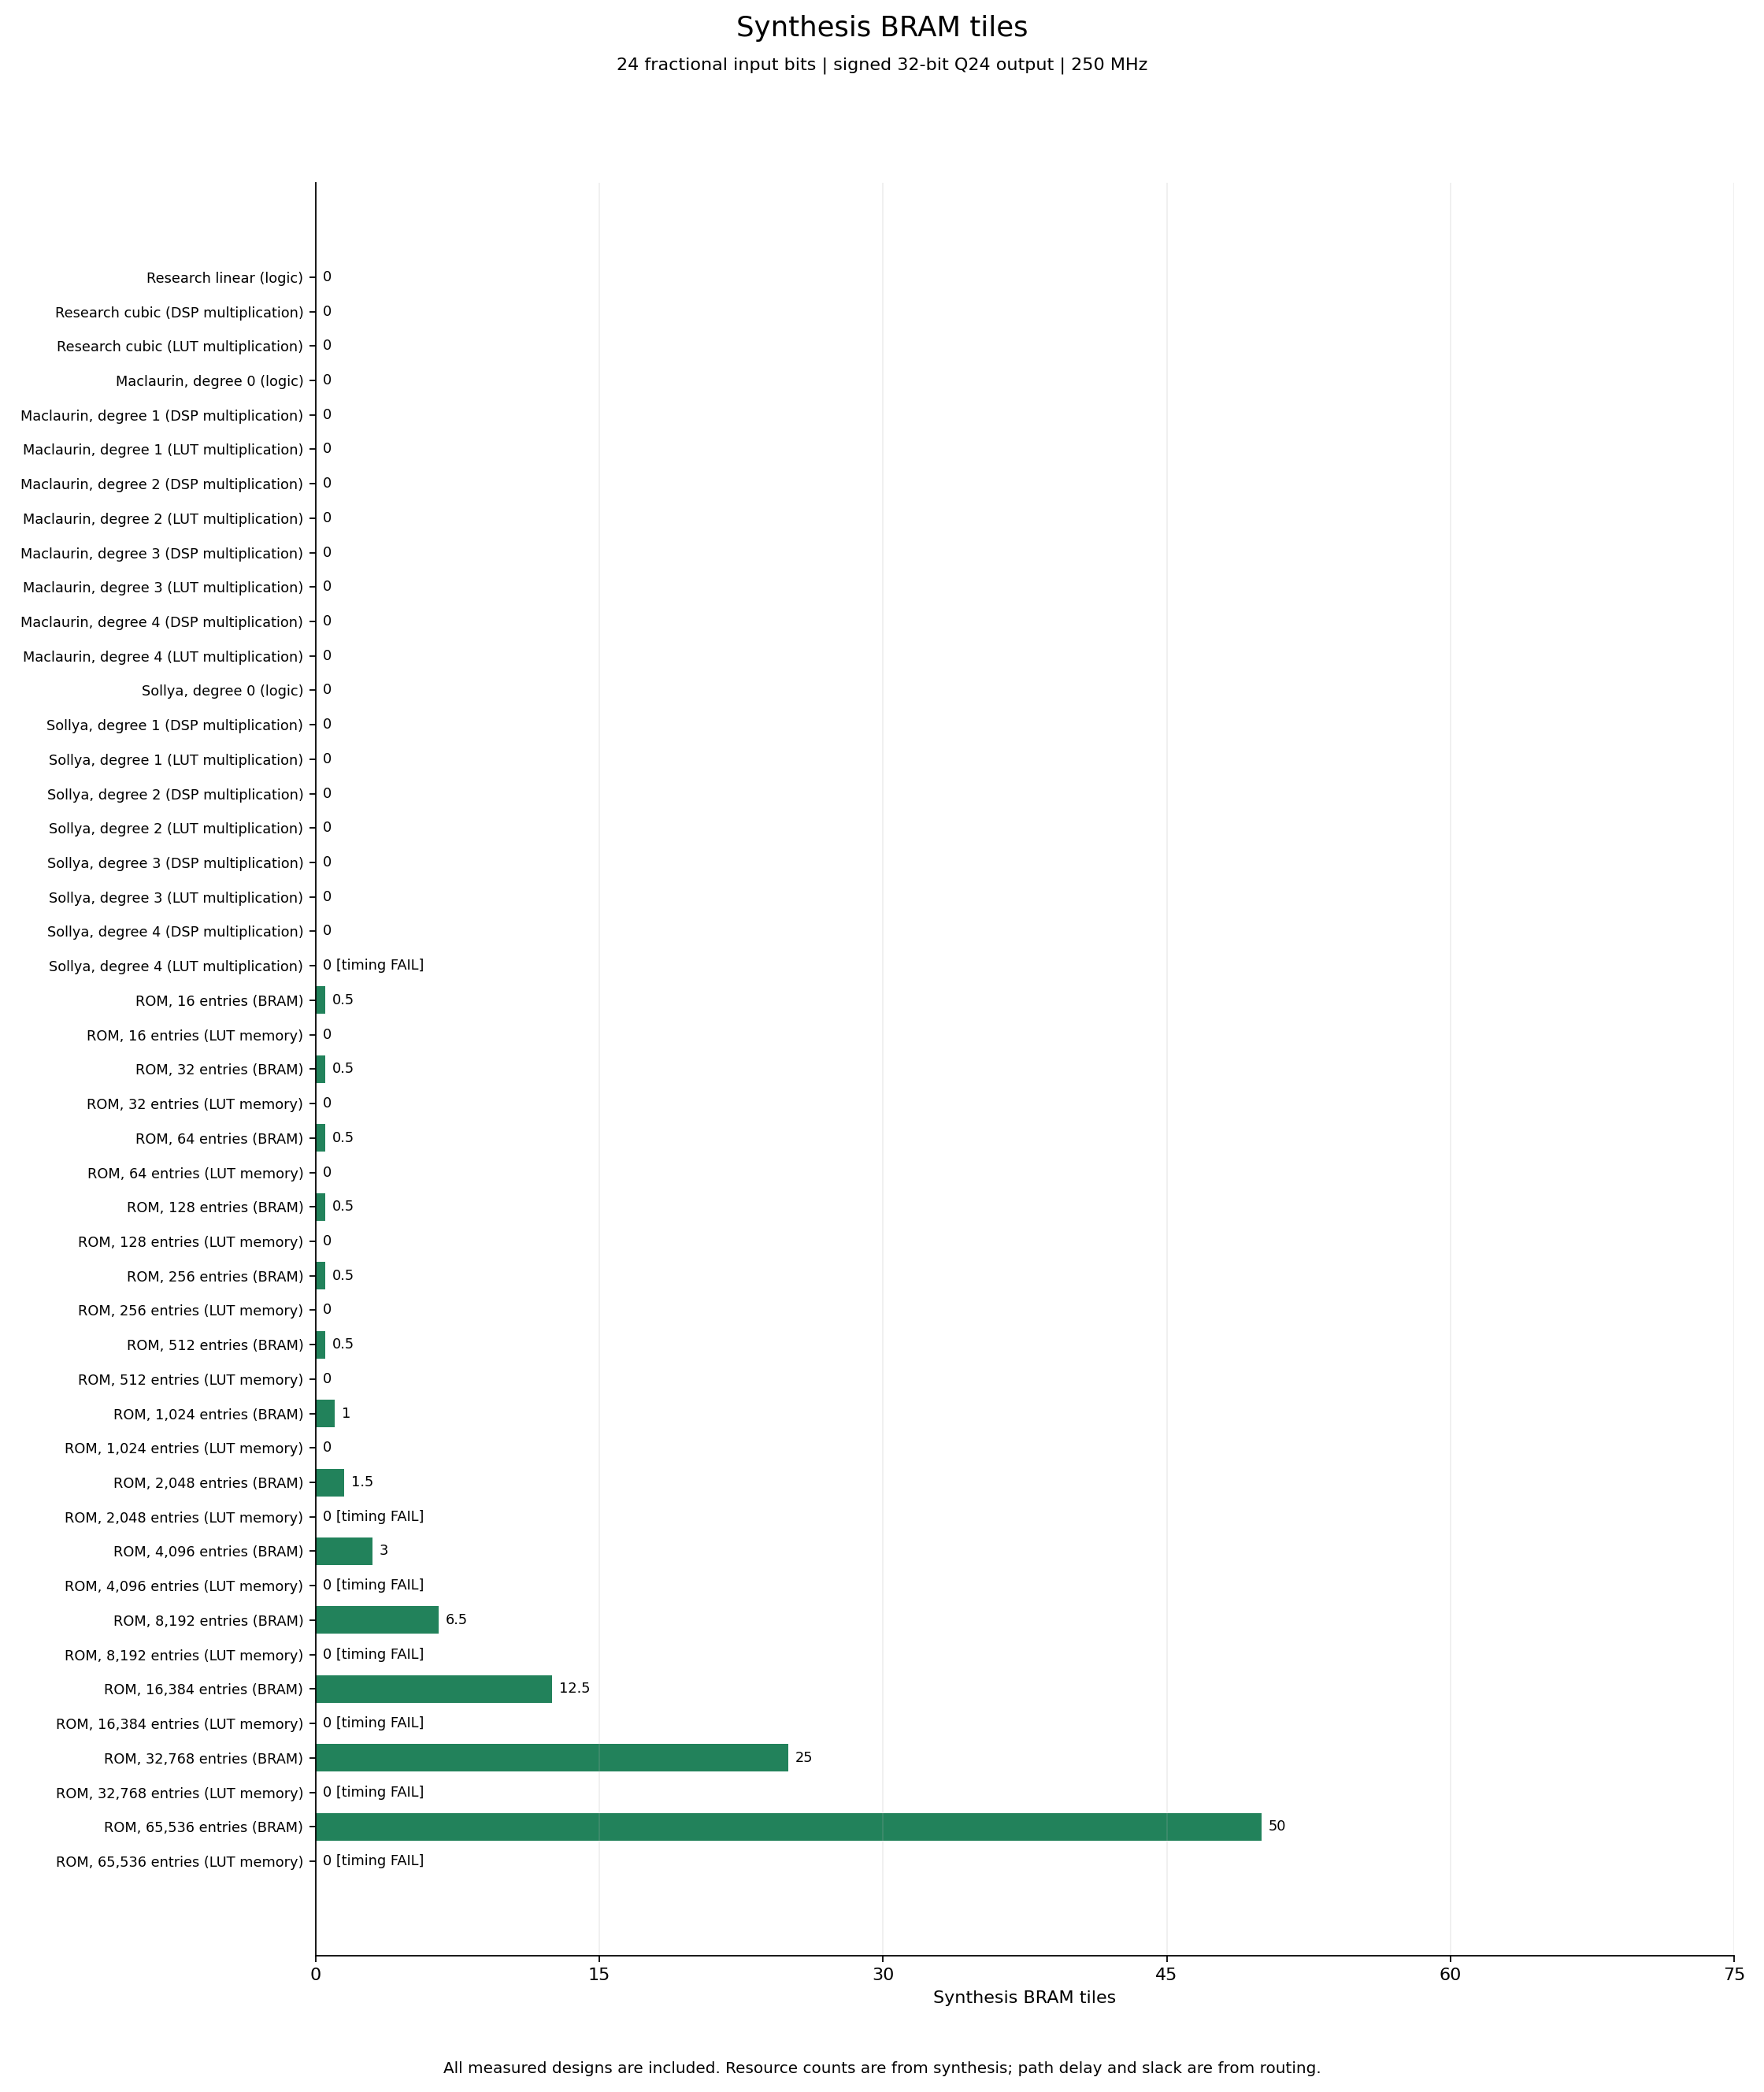 Synthesis BRAM tiles
24 fractional input bits | signed 32-bit Q24 output | 250 MHz
Research linear (logic) 0
Research cubic (DSP multiplication) 0
Research cubic (LUT multiplication) 0
Maclaurin, degree 0 (logic) 0
Maclaurin, degree 1 (DSP multiplication) 0
Maclaurin, degree 1 (LUT multiplication) 0
Maclaurin, degree 2 (DSP multiplication) 0
Maclaurin, degree 2 (LUT multiplication) 0
Maclaurin, degree 3 (DSP multiplication) 0
Maclaurin, degree 3 (LUT multiplication) 0
Maclaurin, degree 4 (DSP multiplication) 0
Maclaurin, degree 4 (LUT multiplication) 0
Sollya, degree 0 (logic) 0
Sollya, degree 1 (DSP multiplication) 0
Sollya, degree 1 (LUT multiplication) 0
Sollya, degree 2 (DSP multiplication) 0
Sollya, degree 2 (LUT multiplication) 0
Sollya, degree 3 (DSP multiplication) 0
Sollya, degree 3 (LUT multiplication) 0
Sollya, degree 4 (DSP multiplication) 0
Sollya, degree 4 (LUT multiplication) 0 [timing FAIL]
ROM, 16 entries (BRAM) 0.5
ROM, 16 entries (LUT memory) 0
ROM, 32 entries (BRAM) 0.5
ROM, 32 entries (LUT memory) 0
ROM, 64 entries (BRAM) 0.5
ROM, 64 entries (LUT memory) 0
ROM, 128 entries (BRAM) 0.5
ROM, 128 entries (LUT memory) 0
ROM, 256 entries (BRAM) 0.5
ROM, 256 entries (LUT memory) 0
ROM, 512 entries (BRAM) 0.5
ROM, 512 entries (LUT memory) 0
ROM, 1,024 entries (BRAM) 1
ROM, 1,024 entries (LUT memory) 0
ROM, 2,048 entries (BRAM) 1.5
ROM, 2,048 entries (LUT memory) 0 [timing FAIL]
ROM, 4,096 entries (BRAM) 3
ROM, 4,096 entries (LUT memory) 0 [timing FAIL]
ROM, 8,192 entries (BRAM) 6.5
ROM, 8,192 entries (LUT memory) 0 [timing FAIL]
ROM, 16,384 entries (BRAM) 12.5
ROM, 16,384 entries (LUT memory) 0 [timing FAIL]
ROM, 32,768 entries (BRAM) 25
ROM, 32,768 entries (LUT memory) 0 [timing FAIL]
ROM, 65,536 entries (BRAM) 50
ROM, 65,536 entries (LUT memory) 0 [timing FAIL]
0 15 30 45 60 75
Synthesis BRAM tiles
All measured designs are included. Resource counts are from synthesis; path delay and slack are from routing.